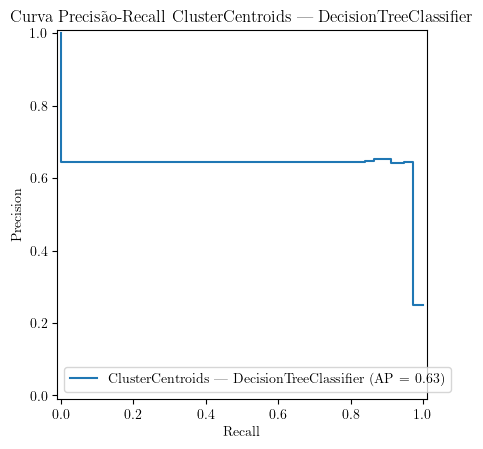 Curva Precisão-Recall ClusterCentroids — DecisionTreeClassifier
1.0
0.8
0.6
0.4
0.2
0.0
Precision
ClusterCentroids — DecisionTreeClassifier (AP = 0.63)
0.0 0.2 0.4 0.6 0.8 1.0
Recall